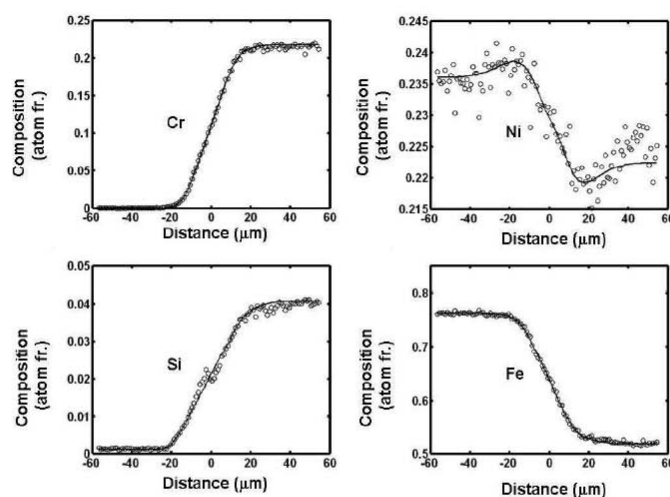 0.25
0.2
0.15
0.1
0.05
0
Composition
(atom fr.)
Cr
-60 -40 -20 0 20 40 60
Distance (μm)
0.245
0.24
0.235
0.23
0.225
0.22
0.215
Composition
(atom fr.)
Ni
-60 -40 -20 0 20 40 60
Distance (μm)
0.05
0.04
0.03
0.02
0.01
0
Composition
(atom fr.)
Si
-60 -40 -20 0 20 40 60
Distance (μm)
0.8
0.7
0.6
0.5
Composition
(atom fr.)
Fe
-60 -40 -20 0 20 40 60
Distance (μm)